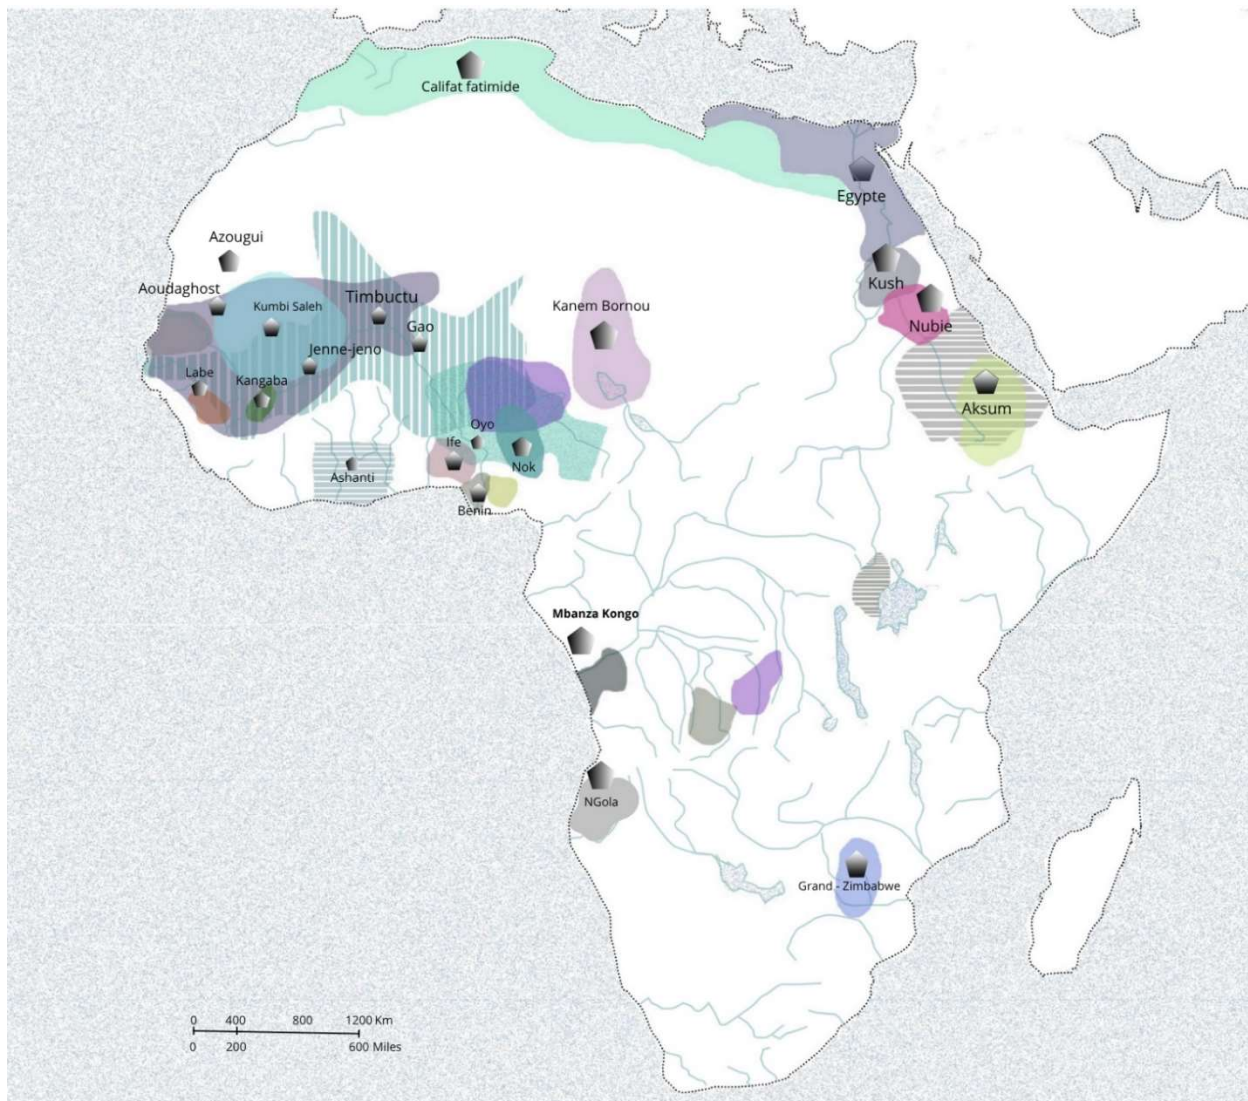 Califat fatimide
Egypte
Azougui
Kush
Aoudaghost
Timbuctu
Kumbi Saleh
Kanem Bornou
Nubie
Gao
Jenne-jeno
Labe
Kangaba
Aksum
Oyo
Ife
Nok
Ashanti
Benin
Mbanza Kongo
NGola
Grand - Zimbabwe
0 400 800 1200 Km
0 200 600 Miles